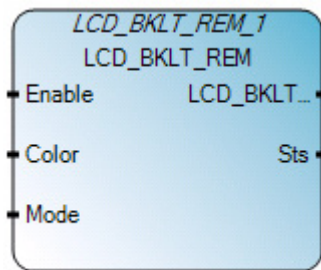 LCD_BKLT_REM_1
LCD_BKLT_REM
Enable LCD_BKLT...
Color Sts
Mode